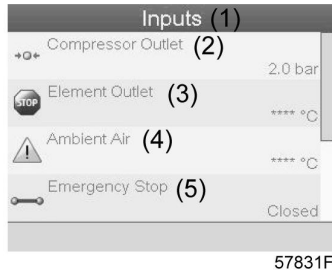 Inputs (1)
Compressor Outlet (2)
2.0 bar
STOP
Element Outlet (3)
**** °C
Ambient Air (4)
**** °C
Emergency Stop (5)
Closed
57831F